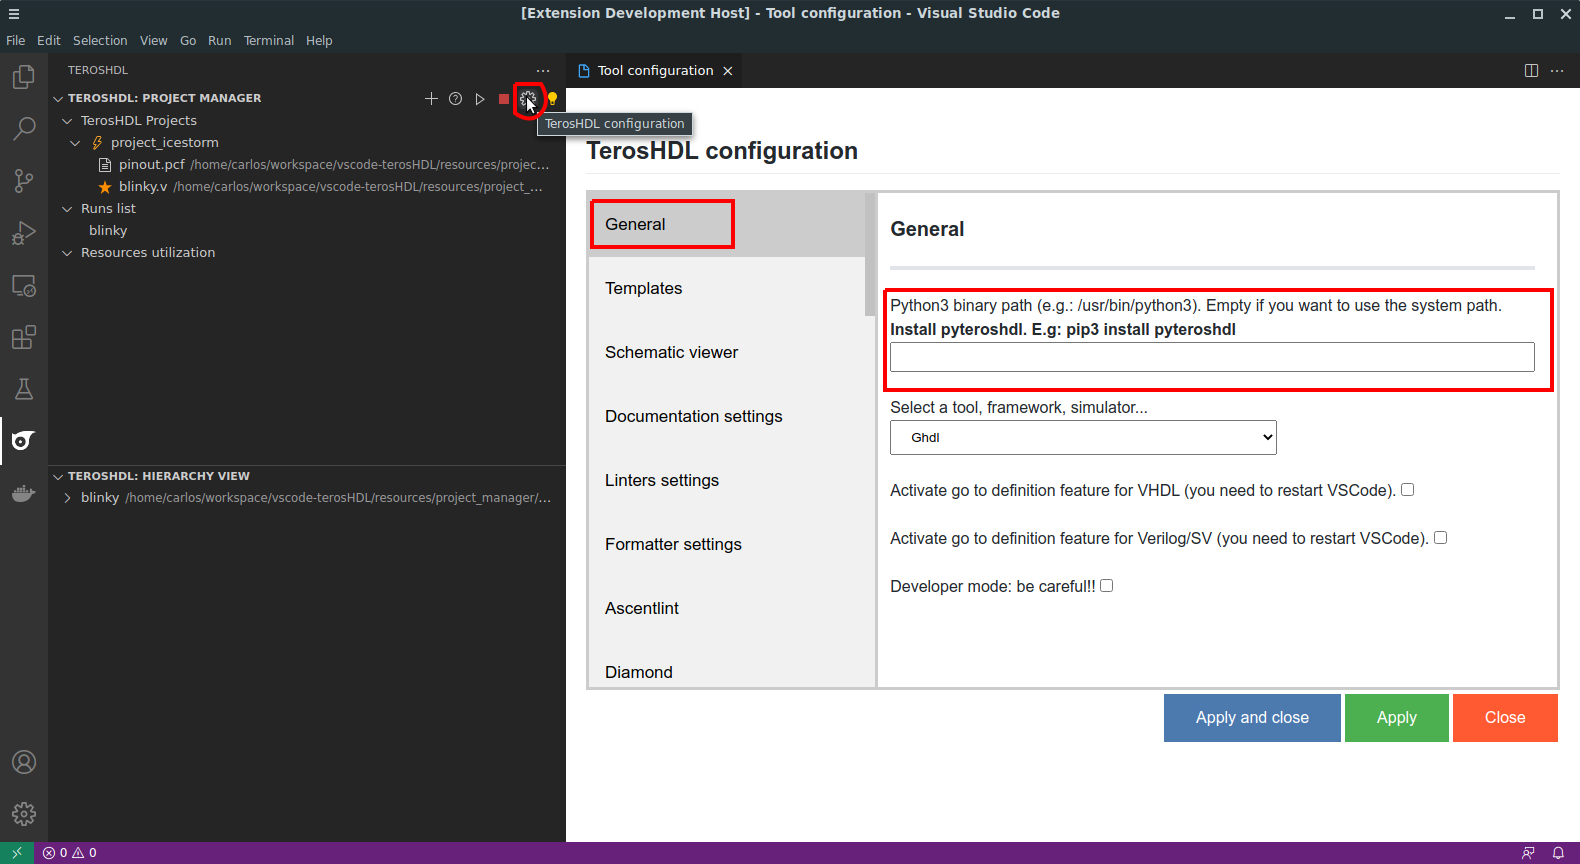 [Extension Development Host] - Tool configuration - Visual Studio Code
File Edit Selection View Go Run Terminal Help
TEROSHDL
TEROSHDL: PROJECT MANAGER
TerosHDL Projects
project_icestorm
pinout.pcf /home/carlos/workspace/vscode-terosHDL/resources/projec...
blinky.v /home/carlos/workspace/vscode-terosHDL/resources/project_...
Runs list
blinky
Resources utilization
TEROSHDL: HIERARCHY VIEW
blinky /home/carlos/workspace/vscode-terosHDL/resources/project_manager/...
Tool configuration
TerosHDL configuration
TerosHDL configuration
General
Templates
Schematic viewer
Documentation settings
Linters settings
Formatter settings
Ascentlint
Diamond
General
Python3 binary path (e.g.: /usr/bin/python3). Empty if you want to use the system path.
Install pyteroshdl. E.g: pip3 install pyteroshdl
Select a tool, framework, simulator...
Ghdl
Activate go to definition feature for VHDL (you need to restart VSCode).
Activate go to definition feature for Verilog/SV (you need to restart VSCode).
Developer mode: be careful!!
Apply and close
Apply
Close
0 0